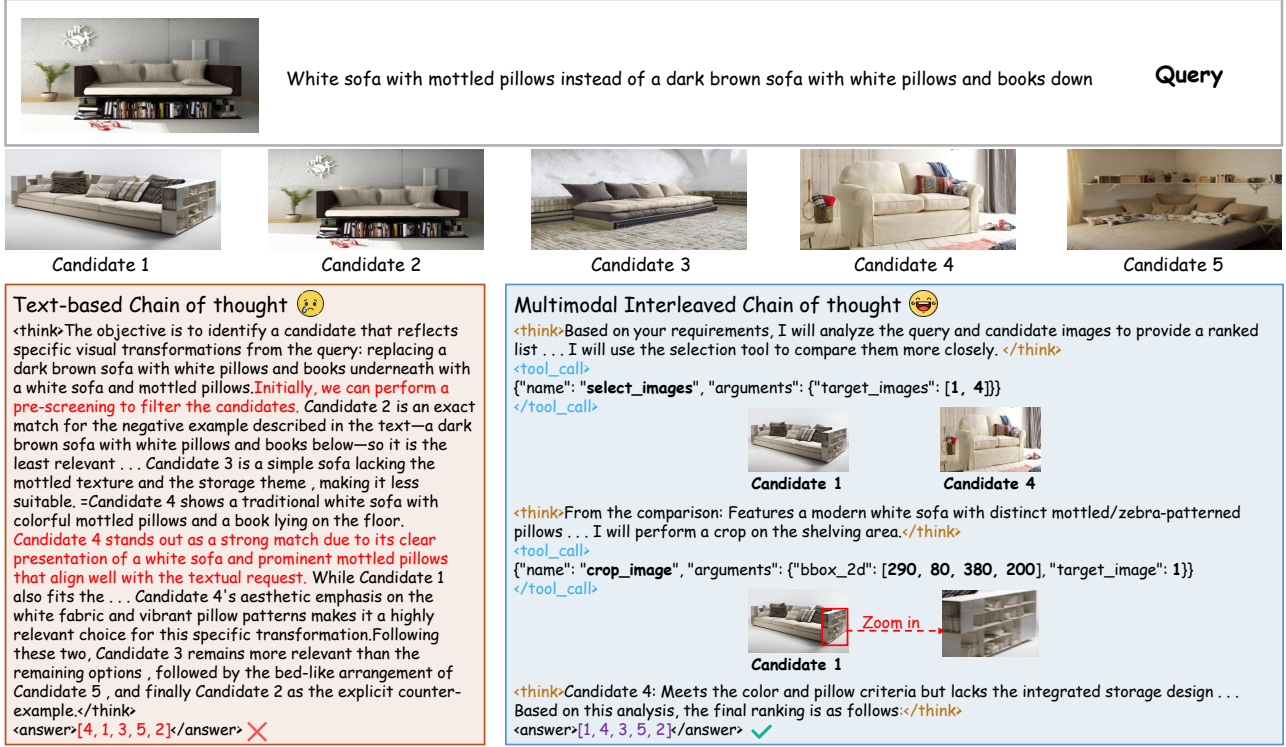 White sofa with mottled pillows instead of a dark brown sofa with white pillows and books down
Query
Candidate 1
Candidate 2
Candidate 3
Candidate 4
Candidate 5
Text-based Chain of thought
<think>The objective is to identify a candidate that reflects
specific visual transformations from the query: replacing a
dark brown sofa with white pillows and books underneath with
a white sofa and mottled pillows.Initially, we can perform a
pre-screening to filter the candidates. Candidate 2 is an exact
match for the negative example described in the text—a dark
brown sofa with white pillows and books below—so it is the
least relevant . . . Candidate 3 is a simple sofa lacking the
mottled texture and the storage theme , making it less
suitable. =Candidate 4 shows a traditional white sofa with
colorful mottled pillows and a book lying on the floor.
Candidate 4 stands out as a strong match due to its clear
presentation of a white sofa and prominent mottled pillows
that align well with the textual request. While Candidate 1
also fits the . . . Candidate 4's aesthetic emphasis on the
white fabric and vibrant pillow patterns makes it a highly
relevant choice for this specific transformation.Following
these two, Candidate 3 remains more relevant than the
remaining options , followed by the bed-like arrangement of
Candidate 5 , and finally Candidate 2 as the explicit counter-
example.</think>
<answer>[4, 1, 3, 5, 2]</answer>
Multimodal Interleaved Chain of thought
<think>Based on your requirements, I will analyze the query and candidate images to provide a ranked
list . . . I will use the selection tool to compare them more closely. </think>
<tool_call>
{"name": "select_images", "arguments": {"target_images": [1, 4]}}
</tool_call>
Candidate 1
Candidate 4
<think>From the comparison: Features a modern white sofa with distinct mottled/zebra-patterned
pillows . . . I will perform a crop on the shelving area.</think>
<tool_call>
{"name": "crop_image", "arguments": {"bbox_2d": [290, 80, 380, 200], "target_image": 1}}
</tool_call>
Zoom in
Candidate 1
<think>Candidate 4: Meets the color and pillow criteria but lacks the integrated storage design . . .
Based on this analysis, the final ranking is as follows:</think>
<answer>[1, 4, 3, 5, 2]</answer>